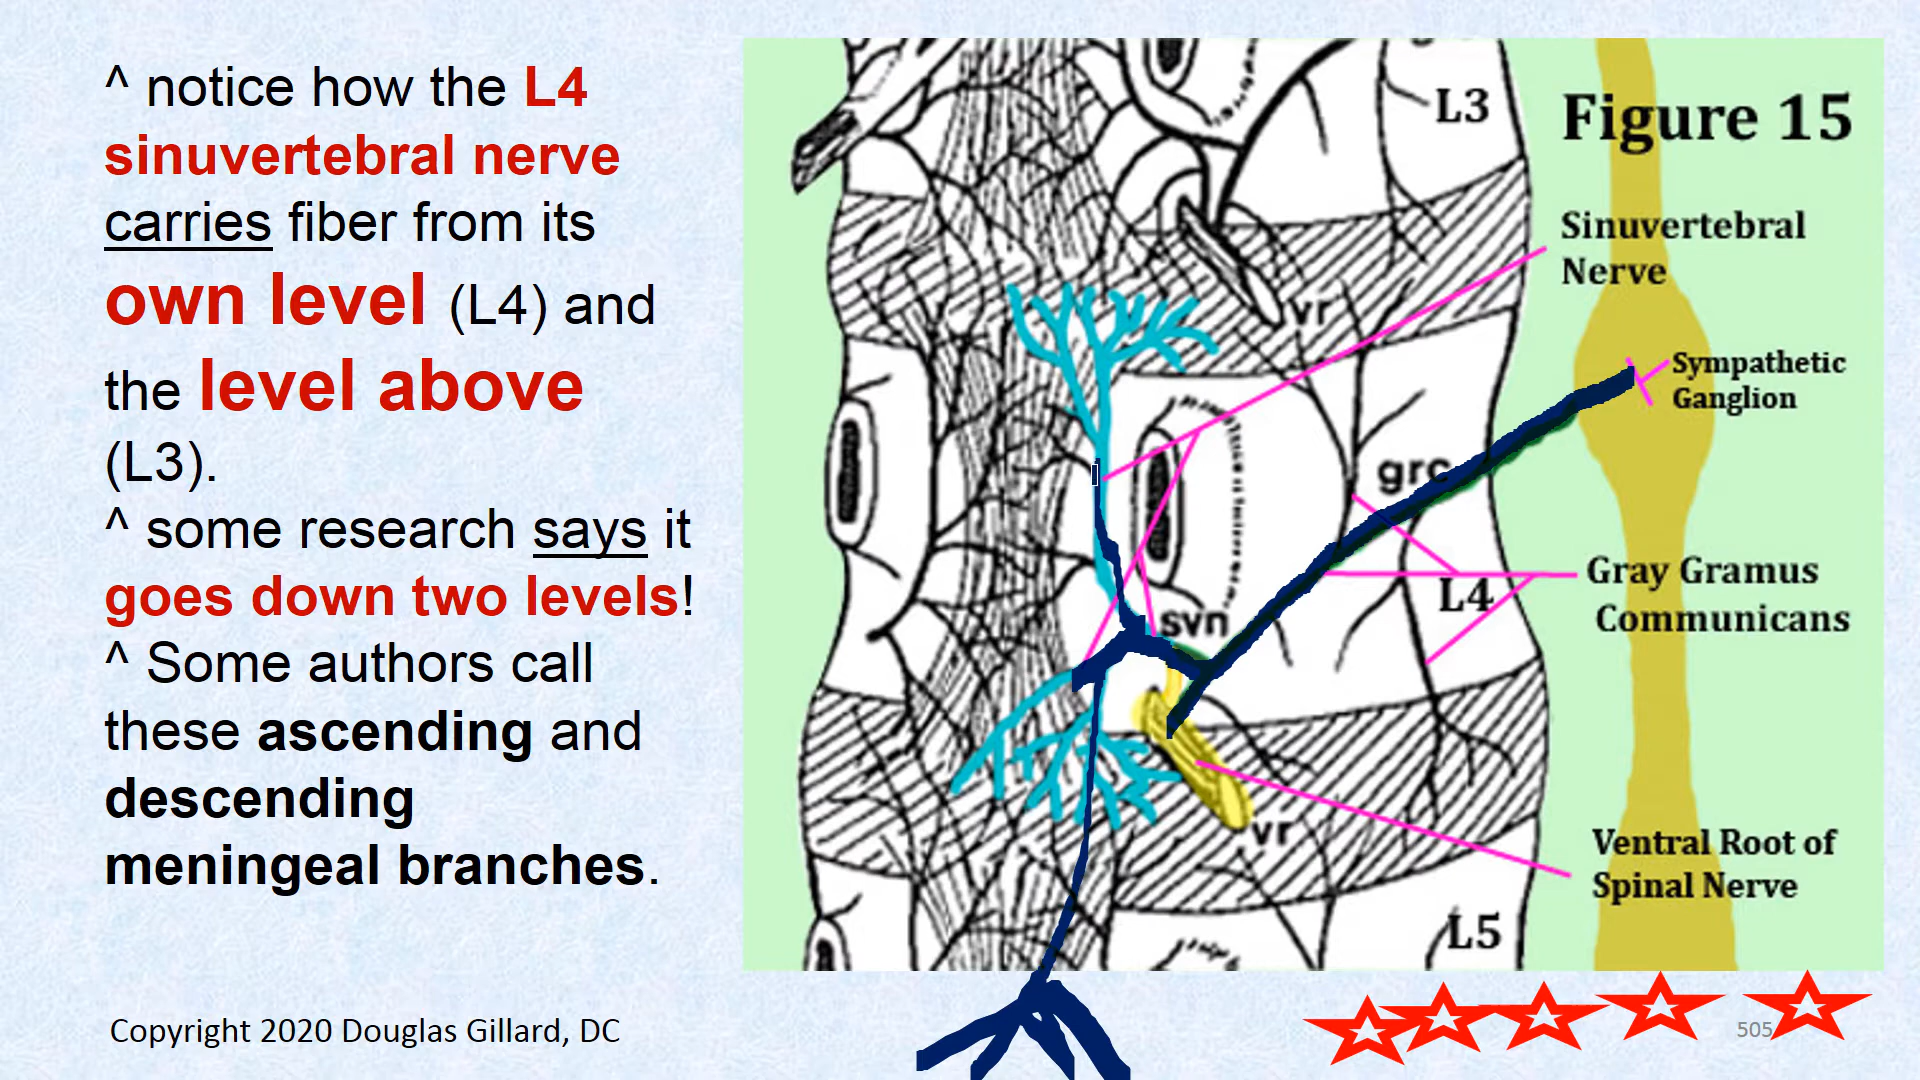 ^ notice how the L4
sinuvertebral nerve
carries fiber from its
own level (L4) and
the level above
(L3).
^ some research says it
goes down two levels!
^ Some authors call
these ascending and
descending
meningeal branches.
Copyright 2020 Douglas Gillard, DC
Figure 15
L3
Sinuvertebral
Nerve
vr
Sympathetic
Ganglion
grc
Gray Gramus
Communicans
L4
svn
vr
Ventral Root of
Spinal Nerve
L5
505